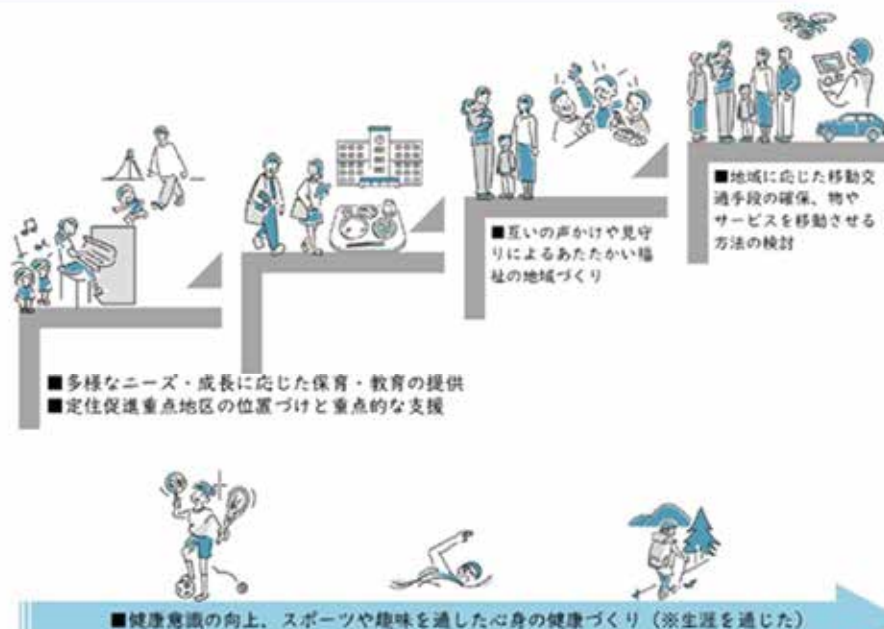 ■地域に応じた移動交
通手段の確保、物や
サービスを移動させる
方法の検討
■互いの声かけや見守
りによるあたたかい福
祉の地域づくり
■多様なニーズ・成長に応じた保育・教育の提供
■定住促進重点地区の位置づけと重点的な支援
■健康意識の向上、スポーツや趣味を通した心身の健康づくり（※生涯を通じた）